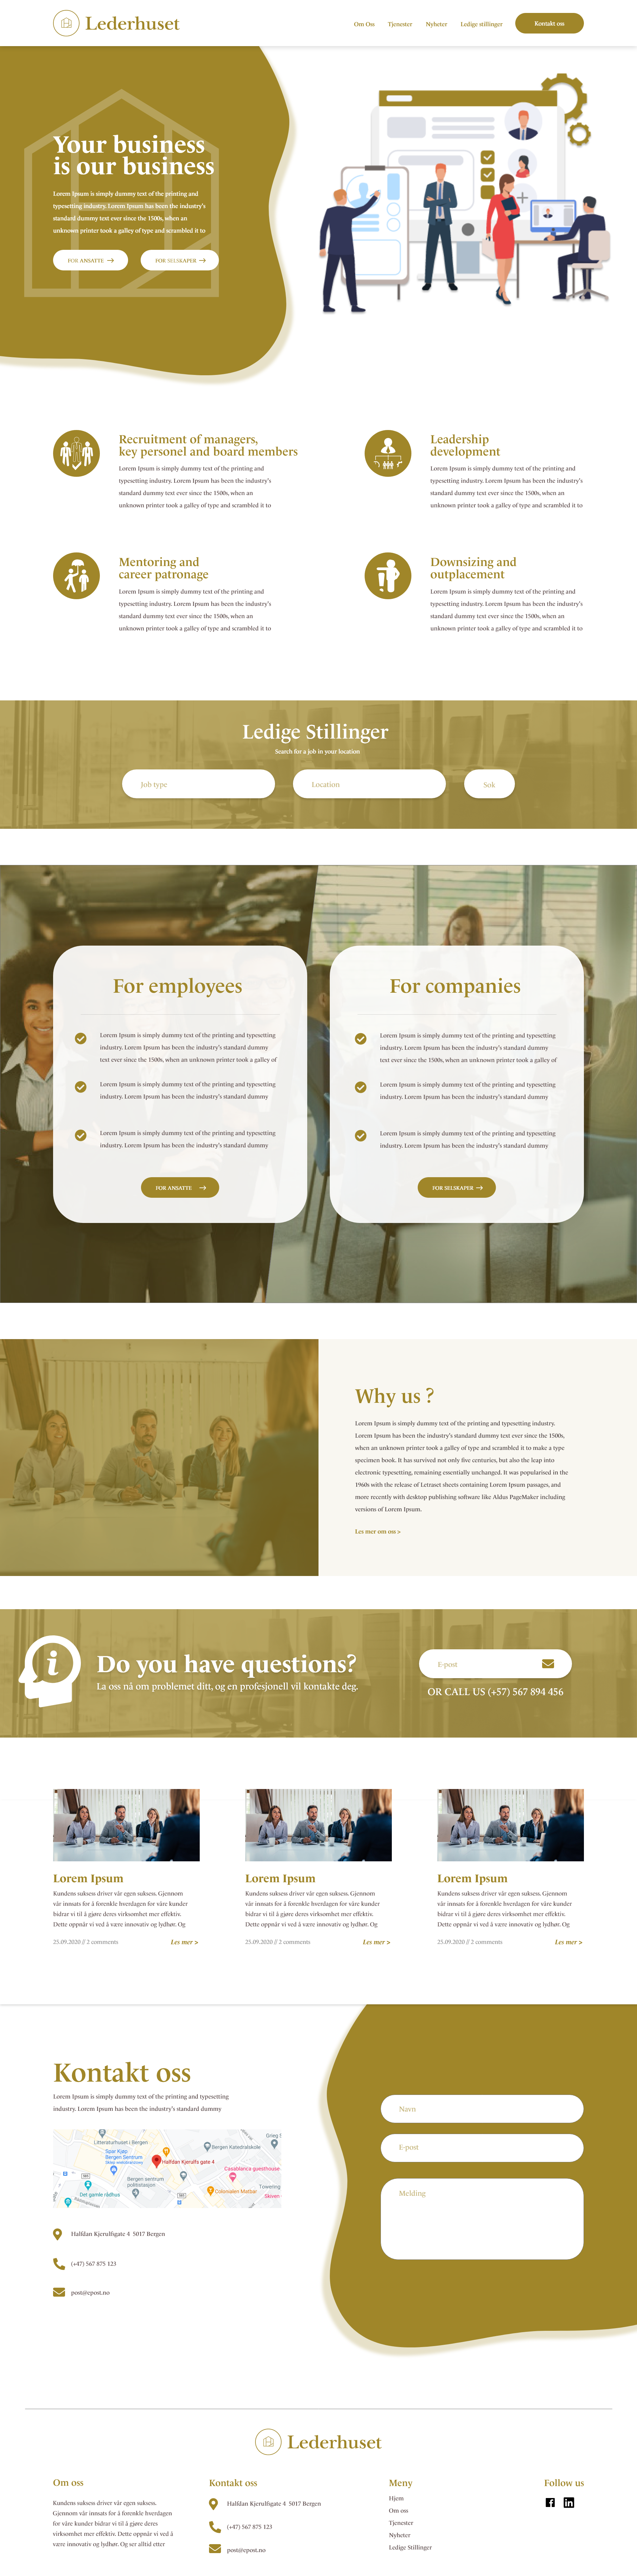 Lederhuset
Om Oss
Tjenester
Nyheter
Ledige stillinger
Kontakt oss
Your business
is our business
Lorem Ipsum is simply dummy text of the printing and
typesetting industry. Lorem Ipsum has been the industry's
standard dummy text ever since the 1500s, when an
unknown printer took a galley of type and scrambled it to
FOR ANSATTE
FOR SELSKAPER
Recruitment of managers,
key personel and board members
Lorem Ipsum is simply dummy text of the printing and
typesetting industry. Lorem Ipsum has been the industry's
standard dummy text ever since the 1500s, when an
unknown printer took a galley of type and scrambled it to
Leadership
development
Lorem Ipsum is simply dummy text of the printing and
typesetting industry. Lorem Ipsum has been the industry's
standard dummy text ever since the 1500s, when an
unknown printer took a galley of type and scrambled it to
Mentoring and
career patronage
Lorem Ipsum is simply dummy text of the printing and
typesetting industry. Lorem Ipsum has been the industry's
standard dummy text ever since the 1500s, when an
unknown printer took a galley of type and scrambled it to
Downsizing and
outplacement
Lorem Ipsum is simply dummy text of the printing and
typesetting industry. Lorem Ipsum has been the industry's
standard dummy text ever since the 1500s, when an
unknown printer took a galley of type and scrambled it to
Ledige Stillinger
Search for a job in your location
Job type
Location
Søk
For employees
Lorem Ipsum is simply dummy text of the printing and typesetting
industry. Lorem Ipsum has been the industry's standard dummy
text ever since the 1500s, when an unknown printer took a galley of
Lorem Ipsum is simply dummy text of the printing and typesetting
industry. Lorem Ipsum has been the industry's standard dummy
Lorem Ipsum is simply dummy text of the printing and typesetting
industry. Lorem Ipsum has been the industry's standard dummy
FOR ANSATTE
For companies
Lorem Ipsum is simply dummy text of the printing and typesetting
industry. Lorem Ipsum has been the industry's standard dummy
text ever since the 1500s, when an unknown printer took a galley of
Lorem Ipsum is simply dummy text of the printing and typesetting
industry. Lorem Ipsum has been the industry's standard dummy
Lorem Ipsum is simply dummy text of the printing and typesetting
industry. Lorem Ipsum has been the industry's standard dummy
FOR SELSKAPER
Why us ?
Lorem Ipsum is simply dummy text of the printing and typesetting industry.
Lorem Ipsum has been the industry's standard dummy text ever since the 1500s,
when an unknown printer took a galley of type and scrambled it to make a type
specimen book. It has survived not only five centuries, but also the leap into
electronic typesetting, remaining essentially unchanged. It was popularised in the
1960s with the release of Letraset sheets containing Lorem Ipsum passages, and
more recently with desktop publishing software like Aldus PageMaker including
versions of Lorem Ipsum.
Les mer om oss >
Do you have questions?
La oss nå om problemet ditt, og en profesjonell vil kontakte deg.
E-post
OR CALL US (+57) 567 894 456
Lorem Ipsum
Kundens suksess driver vår egen suksess. Gjennom
vår innsats for å forenkle hverdagen for våre kunder
bidrar vi til å gjøre deres virksomhet mer effektiv.
Dette oppnår vi ved å være innovativ og lydhør. Og
25.09.2020 // 2 comments
Les mer >
Lorem Ipsum
Kundens suksess driver vår egen suksess. Gjennom
vår innsats for å forenkle hverdagen for våre kunder
bidrar vi til å gjøre deres virksomhet mer effektiv.
Dette oppnår vi ved å være innovativ og lydhør. Og
25.09.2020 // 2 comments
Les mer >
Lorem Ipsum
Kundens suksess driver vår egen suksess. Gjennom
vår innsats for å forenkle hverdagen for våre kunder
bidrar vi til å gjøre deres virksomhet mer effektiv.
Dette oppnår vi ved å være innovativ og lydhør. Og
25.09.2020 // 2 comments
Les mer >
Kontakt oss
Lorem Ipsum is simply dummy text of the printing and typesetting
industry. Lorem Ipsum has been the industry's standard dummy
Litteraturhuset i Bergen
Spar Kjøp
Bergen Sentrum
Halfdan Kjerulfs gate 4
Bergen Katedralskole
Grieg
Casablanca guesthouse
Bergen sentrum
politistasjon
Det gamle rådhus
Colonialen Matbar
Towering
Skiven
Halfdan Kjerulfsgate 4 5017 Bergen
(+47) 567 875 123
post@epost.no
Navn
E-post
Melding
Lederhuset
Om oss
Kundens suksess driver vår egen suksess.
Gjennom vår innsats for å forenkle hverdagen
for våre kunder bidrar vi til å gjøre deres
virksomhet mer effektiv. Dette oppnår vi ved å
være innovativ og lydhør. Og ser alltid etter
Kontakt oss
Halfdan Kjerulfsgate 4 5017 Bergen
(+47) 567 875 123
post@epost.no
Meny
Hjem
Om oss
Tjenester
Nyheter
Ledige Stillinger
Follow us